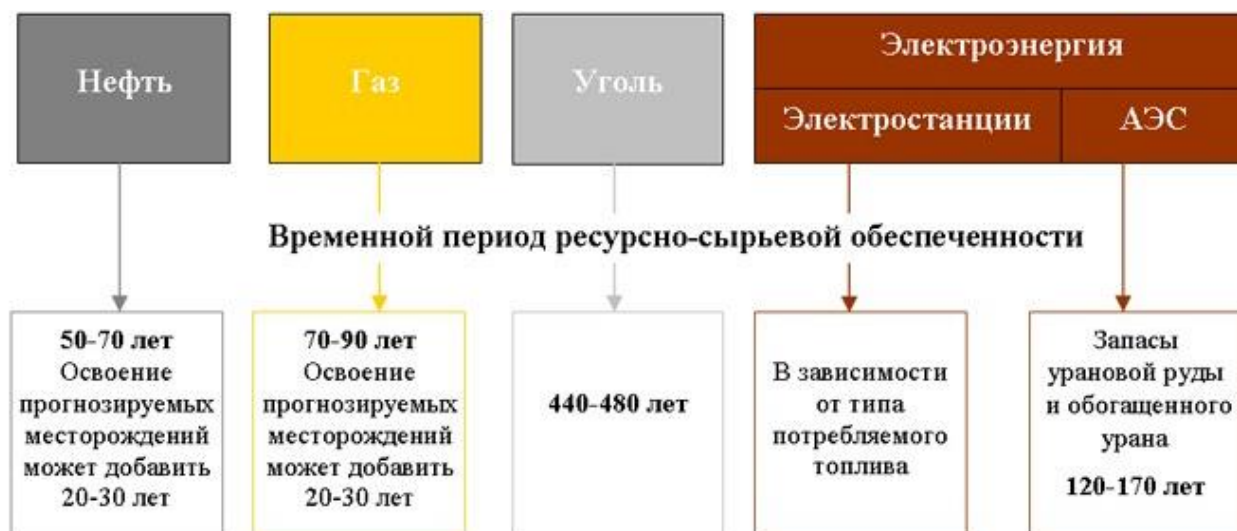 Нефть
Газ
Уголь
Электроэнергия
Электростанции
АЭС
Временной период ресурсно-сырьевой обеспеченности
50-70 лет
Освоение
прогнозируемых
месторождений
может добавить
20-30 лет
70-90 лет
Освоение
прогнозируемых
месторождений
может добавить
20-30 лет
440-480 лет
В зависимости
от типа
потребляемого
топлива
Запасы
урановой руды
и обогащенного
урана
120-170 лет